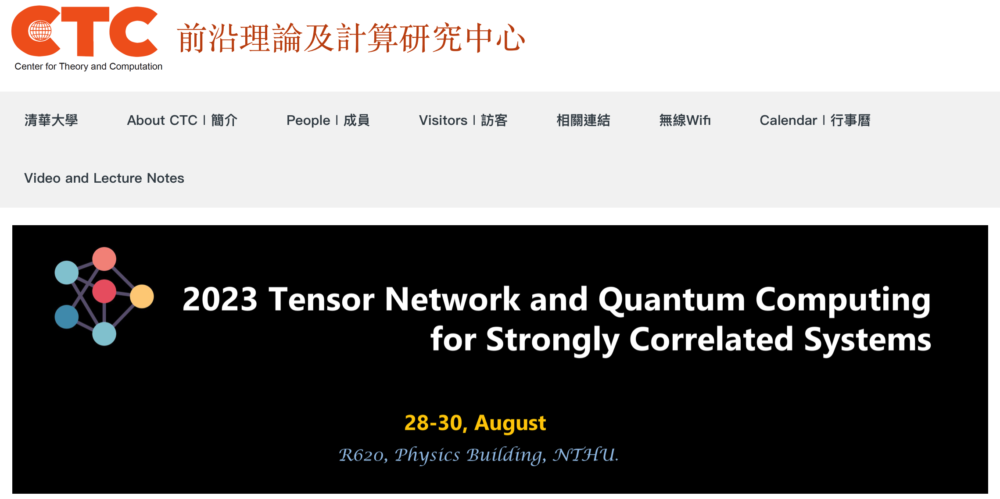 CTC
前沿理論及計算研究中心
Center for Theory and Computation
清華大學 About CTC | 簡介 People | 成員 Visitors | 訪客 相關連結 無線Wifi Calendar | 行事曆
Video and Lecture Notes
2023 Tensor Network and Quantum Computing
for Strongly Correlated Systems
28-30, August
R620, Physics Building, NTHU.